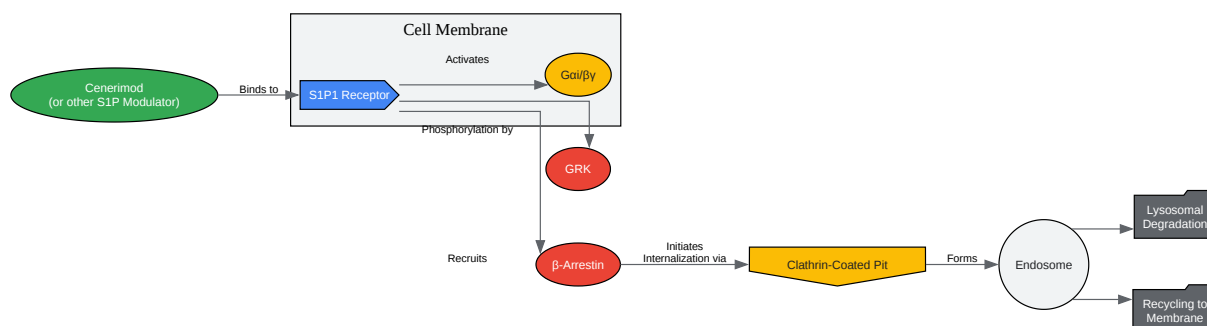 Cell Membrane
Cenerimod
(or other S1P Modulator)
Binds to
S1P1 Receptor
Activates
Gαi/βγ
Phosphorylation by
GRK
Recruits
β-Arrestin
Initiates
Internalization via
Clathrin-Coated Pit
Forms
Endosome
Lysosomal
Degradation
Recycling to
Membrane